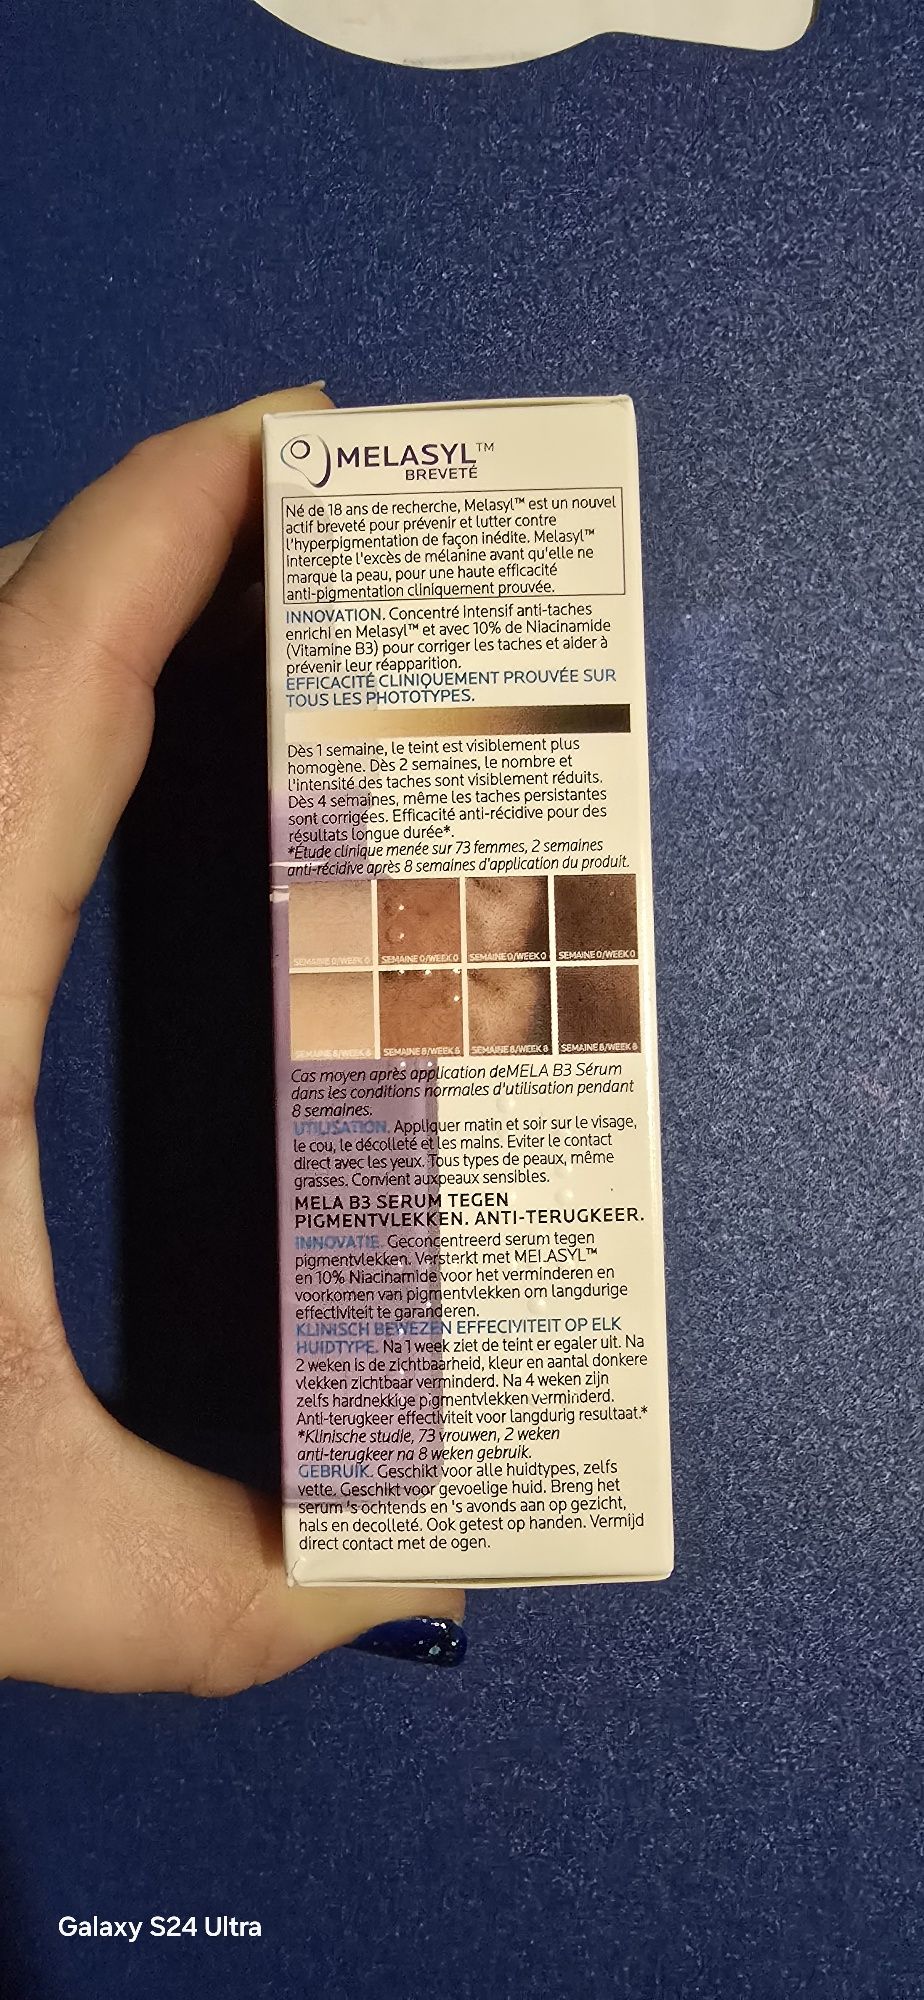 MELASYL™
BREVETÉ
Né de 18 ans de recherche, Melasyl™ est un nouvel
actif breveté pour prévenir et lutter contre
l'hyperpigmentation de façon inédite. Melasyl™
intercepte l'excès de mélanine avant qu'elle ne
marque la peau, pour une haute efficacité
anti-pigmentation cliniquement prouvée.
INNOVATION. Concentré intensif anti-taches
enrichi en Melasyl™ et avec 10% de Niacinamide
(Vitamine B3) pour corriger les taches et aider à
prévenir leur réapparition.
EFFICACITÉ CLINIQUEMENT PROUVÉE SUR
TOUS LES PHOTOTYPES.
Dès 1 semaine, le teint est visiblement plus
homogène. Dès 2 semaines, le nombre et
l'intensité des taches sont visiblement réduits.
Dès 4 semaines, même les taches persistantes
sont corrigées. Efficacité anti-récidive pour des
résultats longue durée*.
*Étude clinique menée sur 73 femmes, 2 semaines
anti-récidive après 8 semaines d'application du produit.
SEMAINE 0/WEEK 0 SEMAINE 0/WEEK 0 SEMAINE 0/WEEK 0 SEMAINE 0/WEEK 0
SEMAINE 8/WEEK 8 SEMAINE 8/WEEK 8 SEMAINE 8/WEEK 8 SEMAINE 8/WEEK 8
Cas moyen après application deMELA B3 Sérum
dans les conditions normales d'utilisation pendant
8 semaines.
UTILISATION. Appliquer matin et soir sur le visage,
le cou, le décolleté et les mains. Eviter le contact
direct avec les yeux. Tous types de peaux, même
grasses. Convient auxpeaux sensibles.
MELA B3 SERUM TEGEN
PIGMENTVLEKKEN. ANTI-TERUGKEER.
INNOVATIE. Geconcentreerd serum tegen
pigmentvlekken. Versterkt met MELASYL™
en 10% Niacinamide voor het verminderen en
voorkomen van pigmentvlekken om langdurige
effectiviteit te garanderen.
KLINISCH BEWEZEN EFFECIVITEIT OP ELK
HUIDTYPE. Na 1 week ziet de teint er egaler uit. Na
2 weken is de zichtbaarheid, kleur en aantal donkere
vlekken zichtbaar verminderd. Na 4 weken zijn
zelfs hardnekkige pigmentvlekken verminderd.
Anti-terugkeer effectiviteit voor langdurig resultaat.*
*Klinische studie, 73 vrouwen, 2 weken
anti-terugkeer na 8 weken gebruik.
GEBRUIK. Geschikt voor alle huidtypes, zelfs
vette. Geschikt voor gevoelige huid. Breng het
serum 's ochtends en 's avonds aan op gezicht,
hals en decolleté. Ook getest op handen. Vermijd
direct contact met de ogen.
Galaxy S24 Ultra